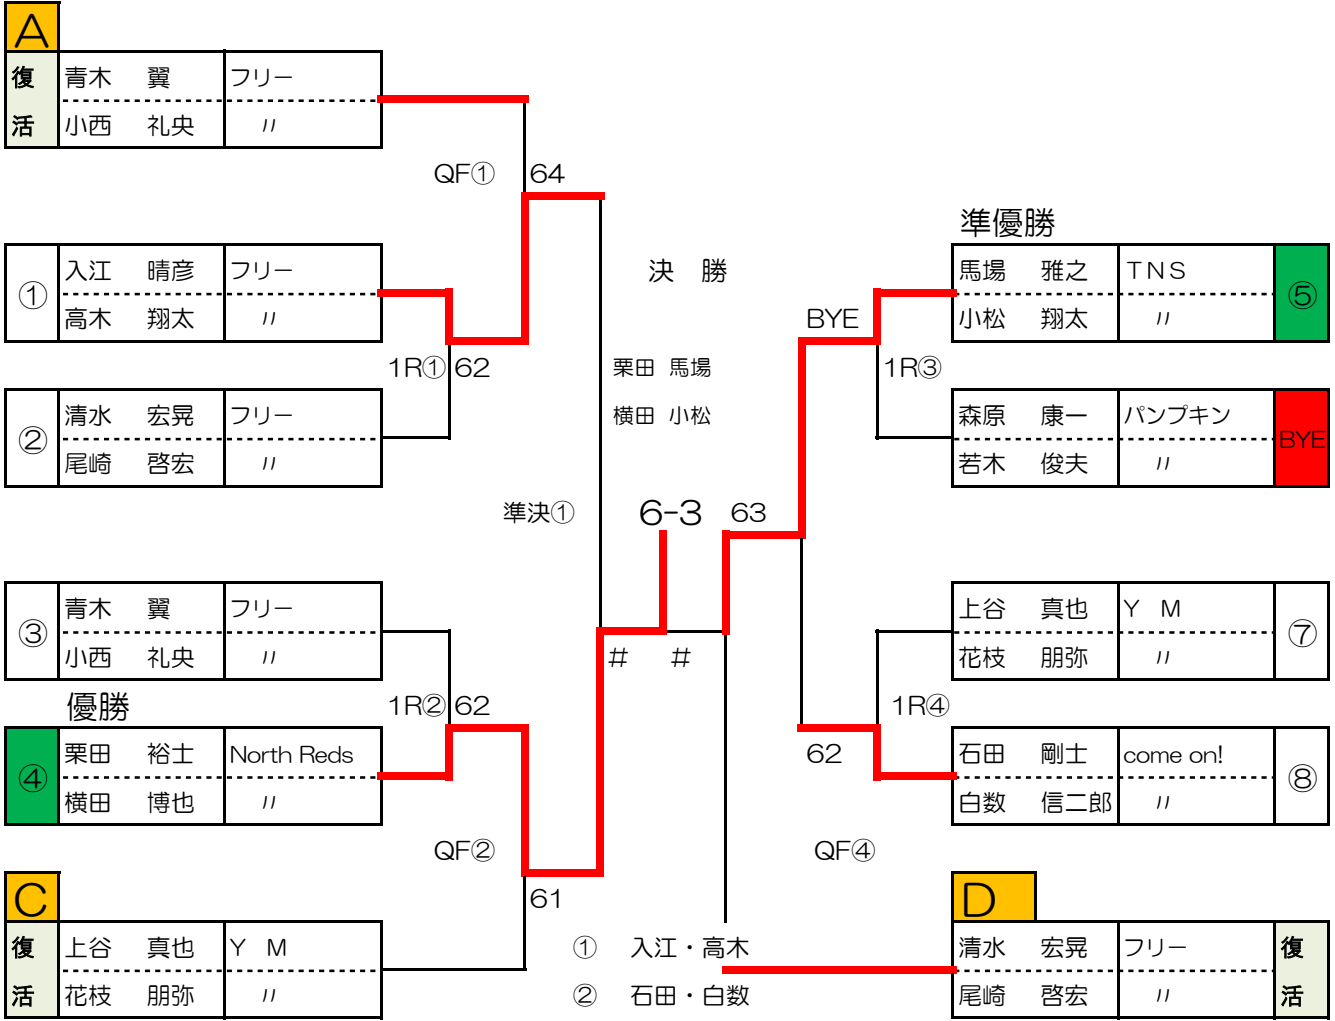 A
復 青木 翼 フリー
活 小西 礼央 〃
QF① 64
準優勝
① 入江 晴彦 フリー
高木 翔太 〃
決 勝
馬場 雅之 TNS ⑤
小松 翔太 〃
BYE
1R① 62
栗田 馬場
1R③
② 清水 宏晃 フリー
尾崎 啓宏 〃
横田 小松
森原 康一 パンプキン BYE
若木 俊夫 〃
準決① 6-3 63
③ 青木 翼 フリー
小西 礼央 〃
上谷 真也 Y M ⑦
花枝 朋弥 〃
# #
優勝
1R② 62
1R④
④ 栗田 裕士 North Reds
横田 博也 〃
62
石田 剛士 come on! ⑧
白数 信二郎 〃
QF② QF④
61
C
復 上谷 真也 Y M
活 花枝 朋弥 〃
① 入江・高木
② 石田・白数
D
清水 宏晃 フリー 復
尾崎 啓宏 〃 活